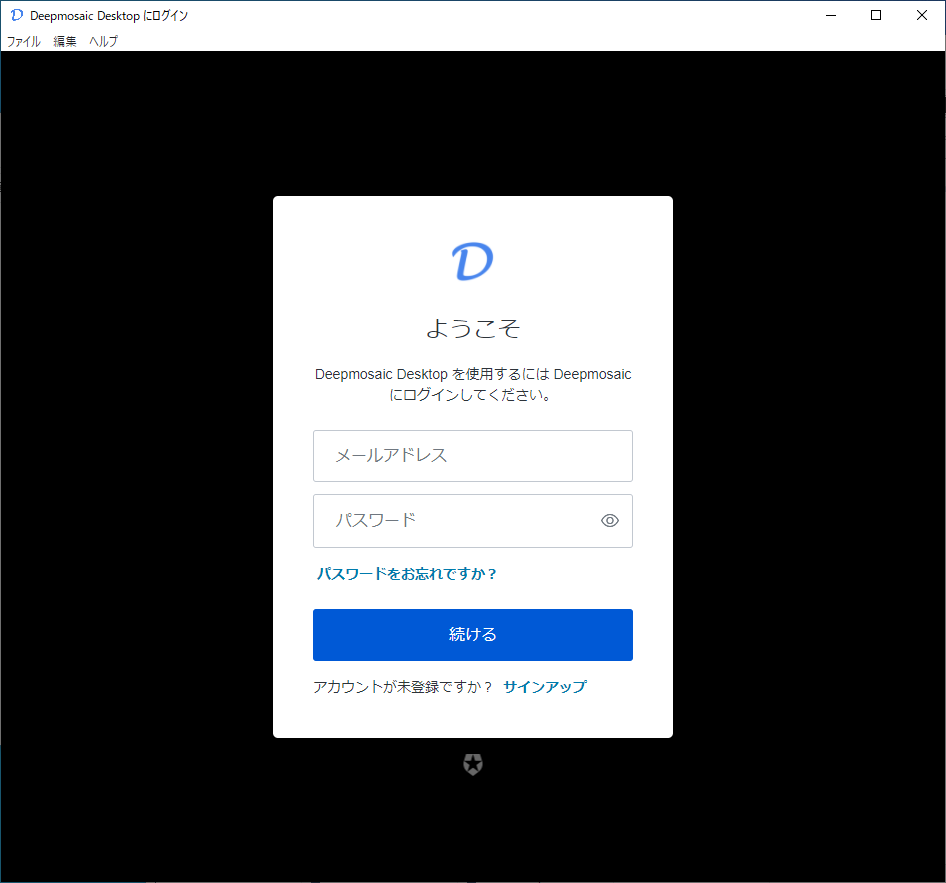 Deepmosaic Desktop にログイン
ファイル 編集 ヘルプ
ようこそ
Deepmosaic Desktop を使用するには Deepmosaic
にログインしてください。
メールアドレス
パスワード
パスワードをお忘れですか？
続ける
アカウントが未登録ですか？ サインアップ